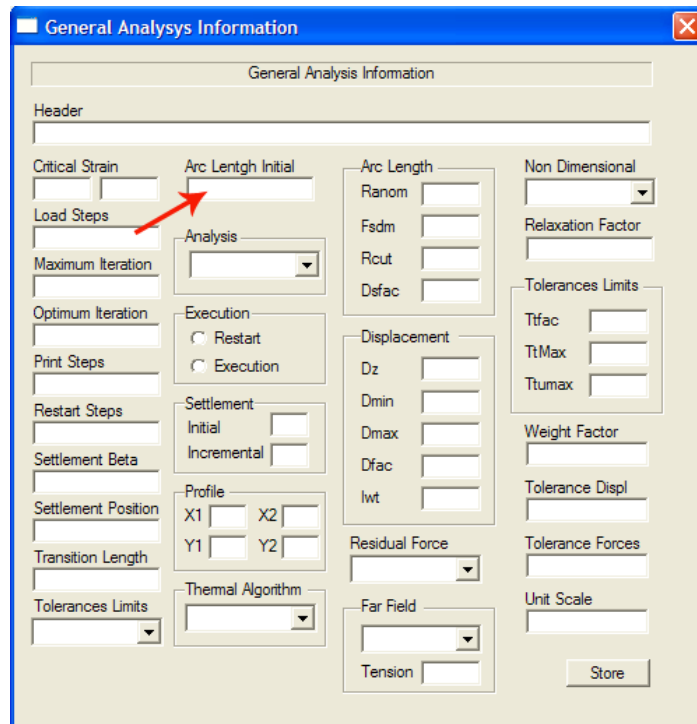 General Analysys Information
General Analysis Information
Header
Critical Strain
Load Steps
Maximum Iteration
Optimum Iteration
Print Steps
Restart Steps
Settlement Beta
Settlement Position
Transition Length
Tolerances Limits
Arc Lentgh Initial
Analysis
Execution
Restart
Execution
Settlement
Initial
Incremental
Profile
X1 X2
Y1 Y2
Thermal Algorithm
Arc Length
Ranom
Fsdm
Rcut
Dsfac
Displacement
Dz
Dmin
Dmax
Dfac
Iwt
Residual Force
Far Field
Tension
Non Dimensional
Relaxation Factor
Tolerances Limits
Ttfac
TtMax
Ttumax
Weight Factor
Tolerance Displ
Tolerance Forces
Unit Scale
Store